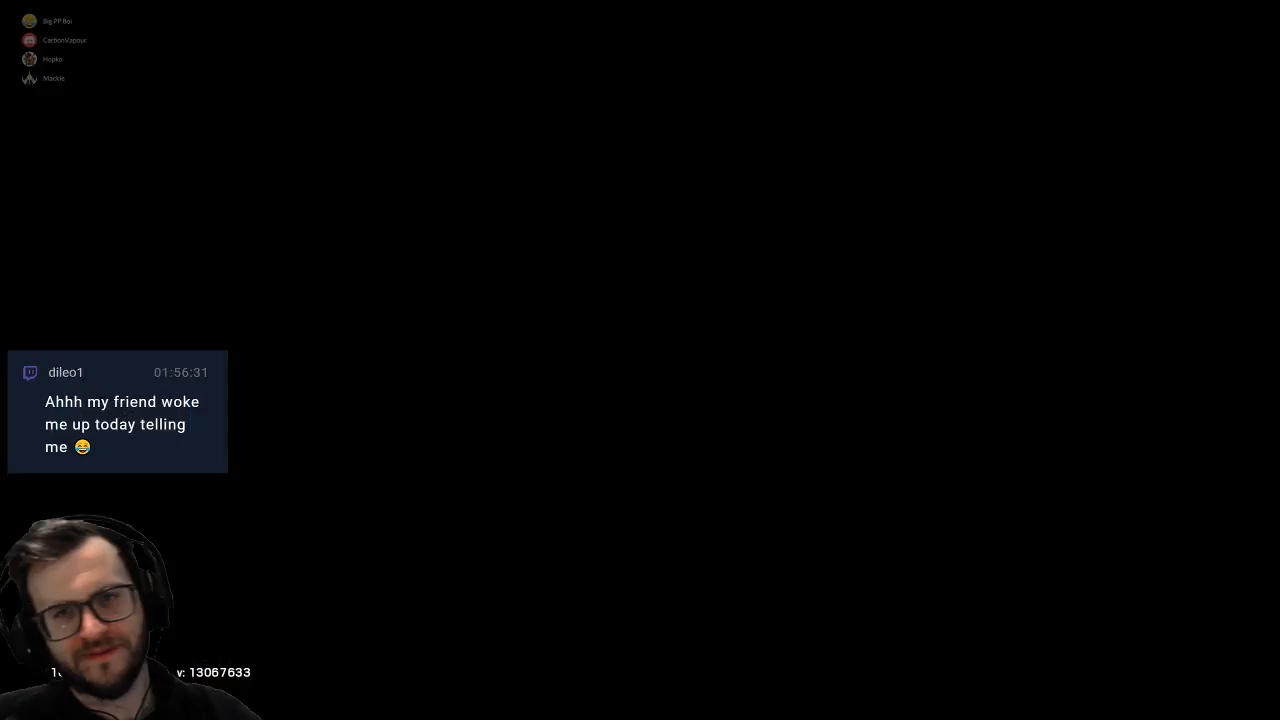 Big PP Boi
CarbonVapour
Hopko
Mackie
dileo1 01:56:31
Ahhh my friend woke
me up today telling
me 😂
13067633